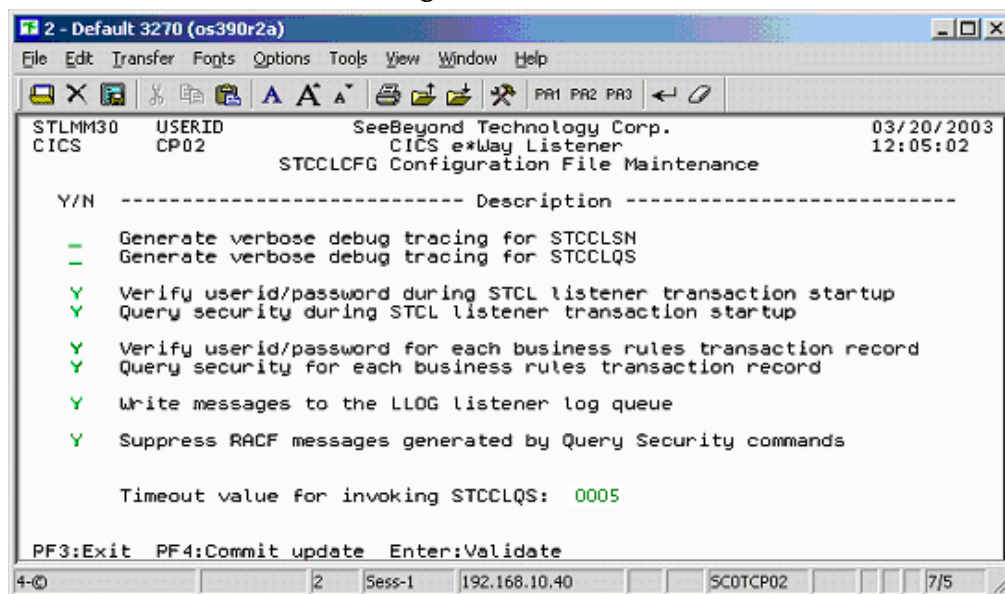 2 - Default 3270 (os390r2a)
File Edit Transfer Fonts Options Tools View Window Help
PA1 PA2 PA3
STLMM30 USERID SeeBeyond Technology Corp. 03/20/2003
CICS CP02 CICS e*Way Listener 12:05:02
STCCLCFG Configuration File Maintenance
Y/N ---------------------------- Description ---------------------------
_ Generate verbose debug tracing for STCCLSN
_ Generate verbose debug tracing for STCCLQS
Y Verify userid/password during STCL listener transaction startup
Y Query security during STCL listener transaction startup
Y Verify userid/password for each business rules transaction record
Y Query security for each business rules transaction record
Y Write messages to the LLOG listener log queue
Y Suppress RACF messages generated by Query Security commands
Timeout value for invoking STCCLQS: 0005
PF3:Exit PF4:Commit update Enter:Validate
4-© 2 Sess-1 192.168.10.40 SC0TCP02 7/5